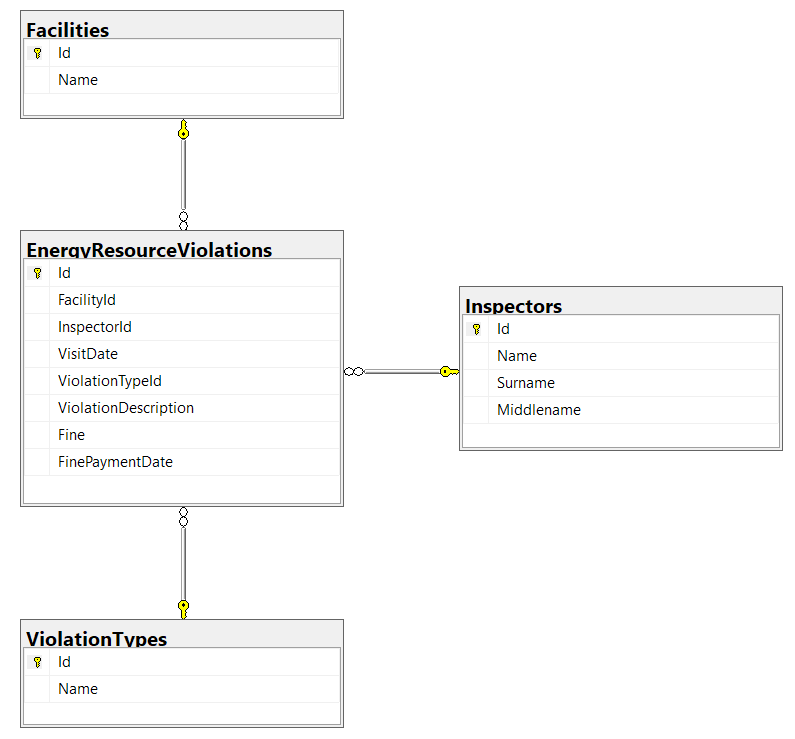 Facilities
Id
Name
EnergyResourceViolations
Id
FacilityId
InspectorId
VisitDate
ViolationTypeId
ViolationDescription
Fine
FinePaymentDate
Inspectors
Id
Name
Surname
Middlename
ViolationTypes
Id
Name